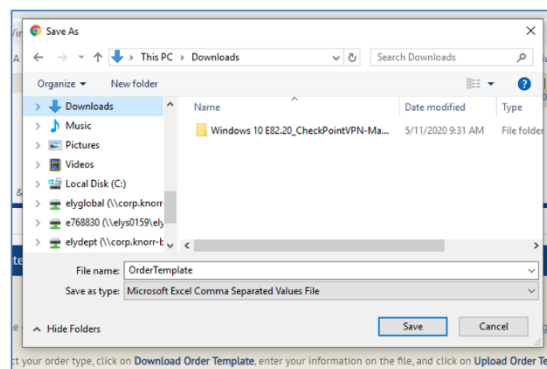 Save As
This PC > Downloads
Search Downloads
Organize
New folder
Downloads
Name
Date modified
Type
Music
Windows 10 E82.20_CheckPointVPN-Ma...
5/11/2020 9:31 AM
File folder
Pictures
Videos
Local Disk (C:)
elyglobal (\\corp.knorr
e768830 (\\elys0159\ely
elydept (\\corp.knorr-b
File name: OrderTemplate
Save as type: Microsoft Excel Comma Separated Values File
Hide Folders
Save
Cancel
ct your order type, click on Download Order Template, enter your information on the file, and click on Upload Order Te